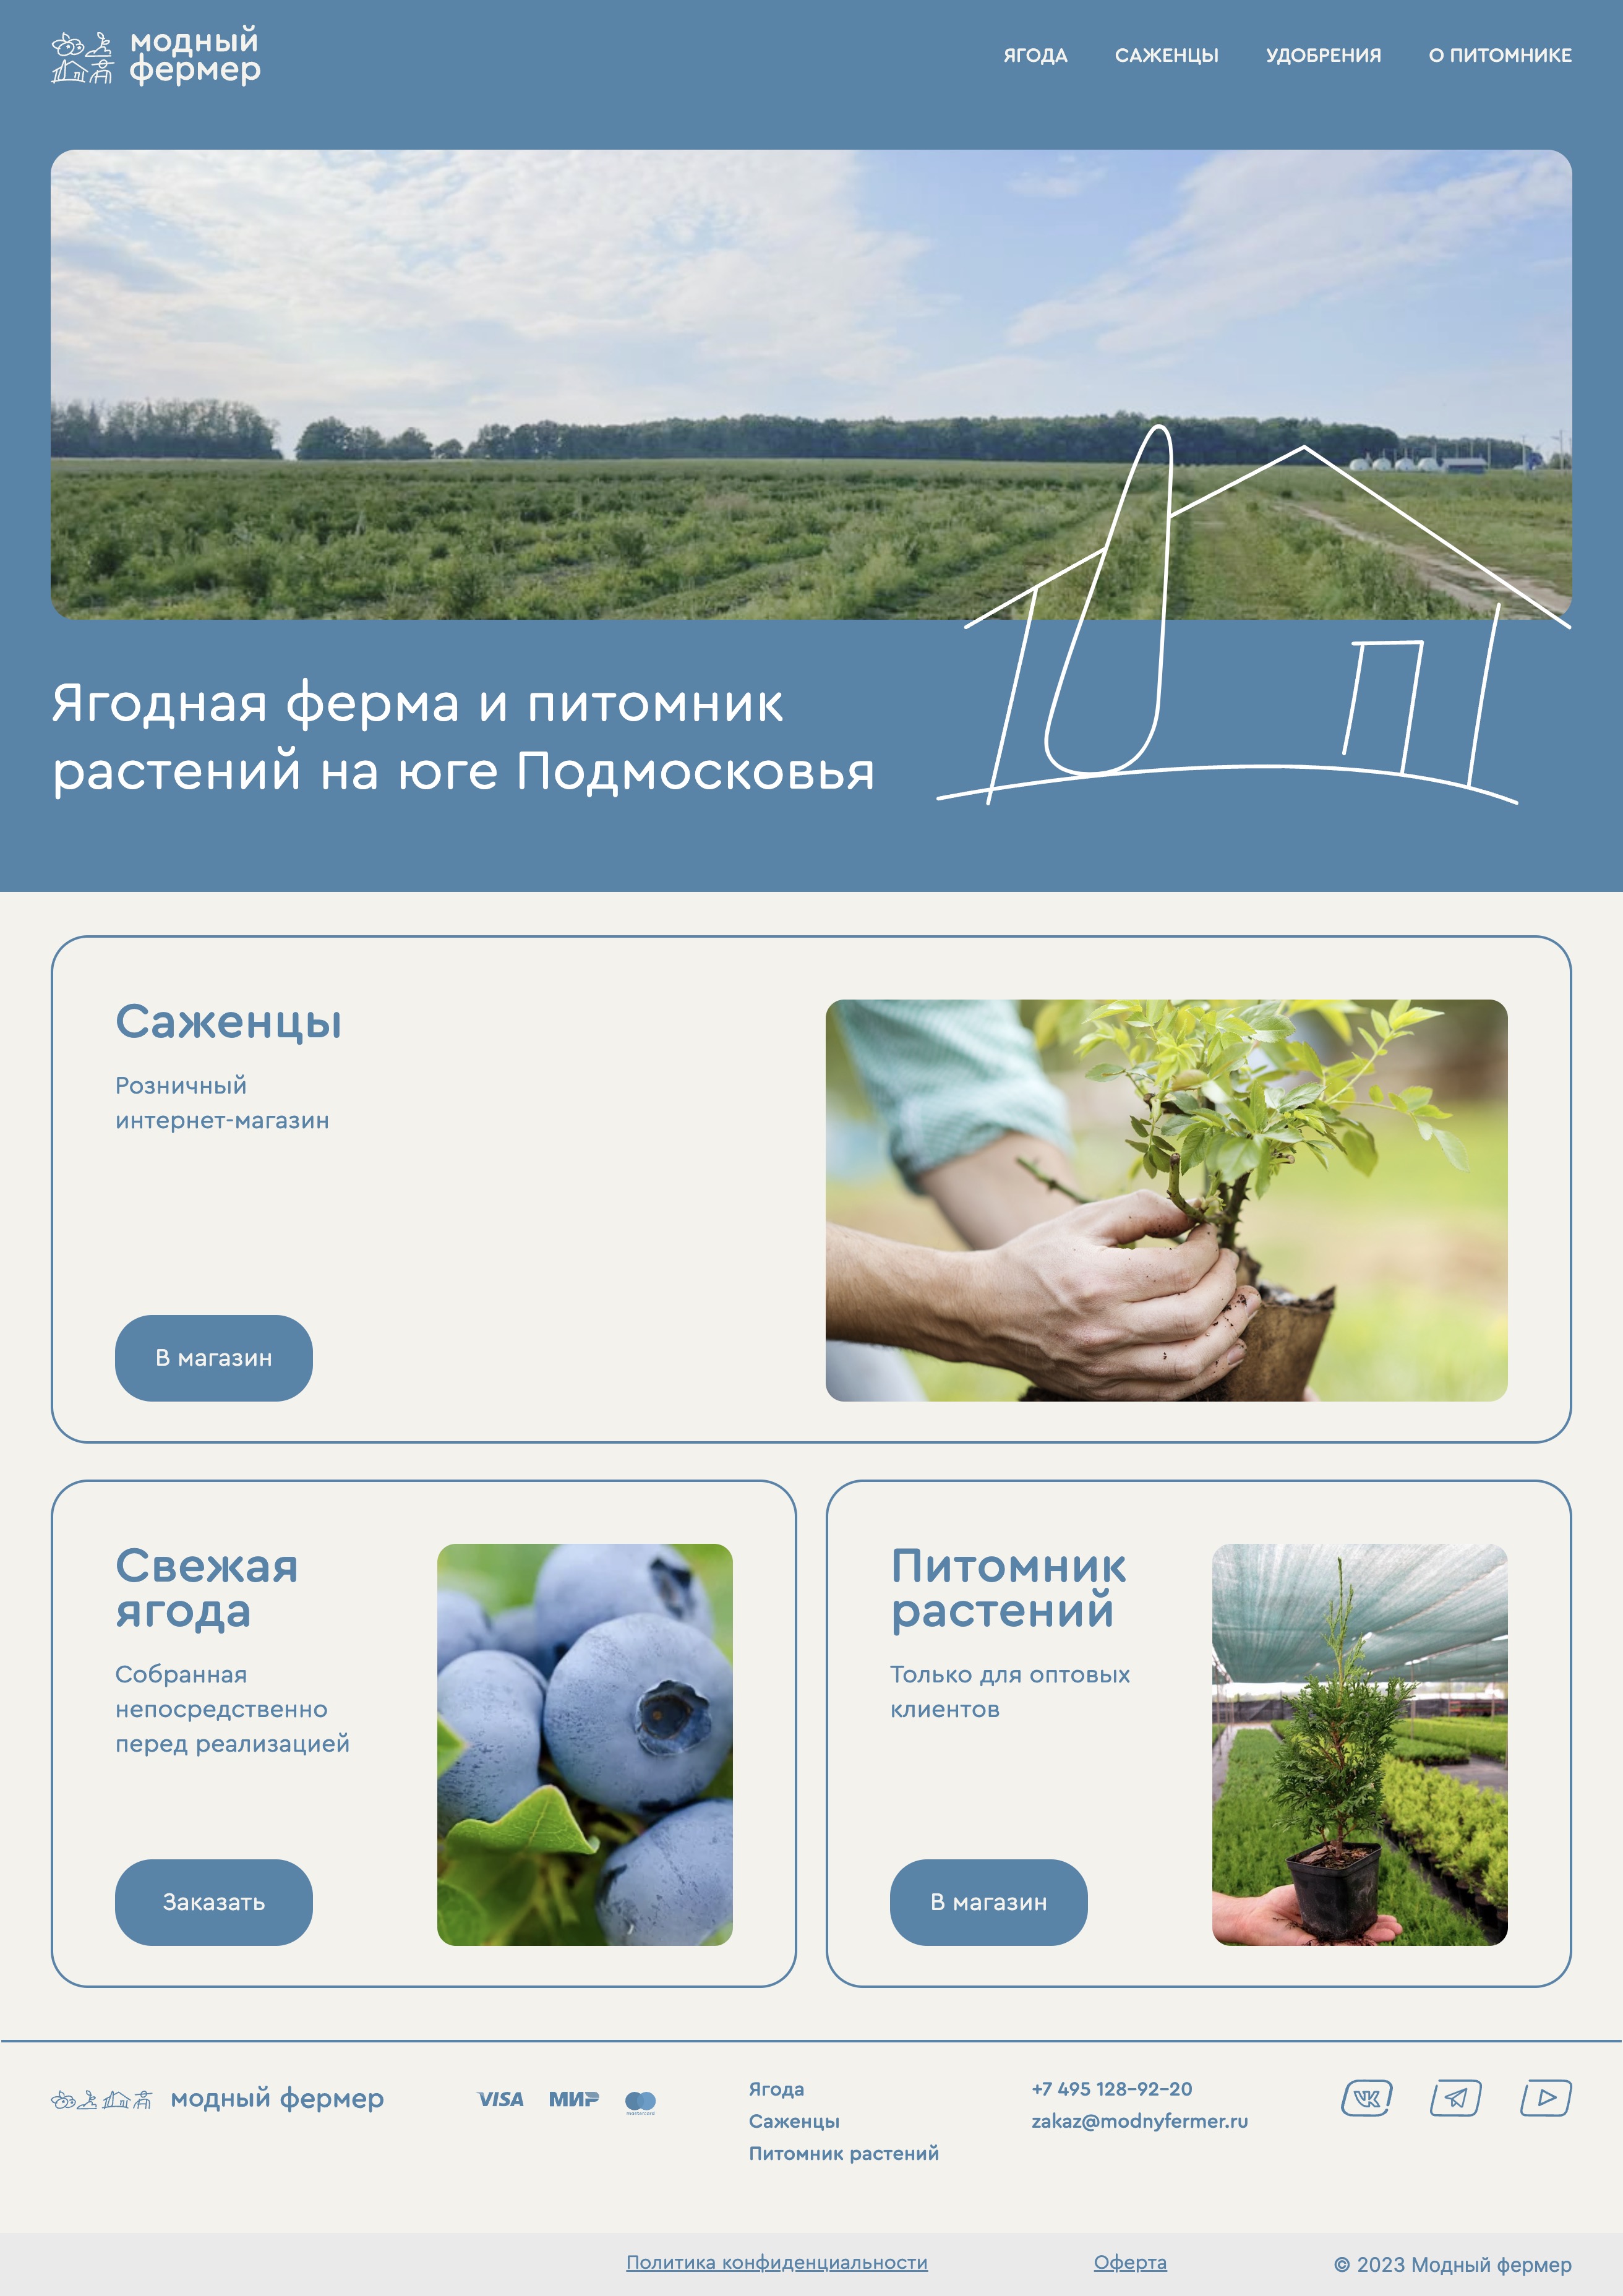 модный
фермер
ЯГОДА САЖЕНЦЫ УДОБРЕНИЯ О ПИТОМНИКЕ
Ягодная ферма и питомник
растений на юге Подмосковья
Саженцы
Розничный
интернет-магазин
В магазин
Свежая
ягода
Собранная
непосредственно
перед реализацией
Заказать
Питомник
растений
Только для оптовых
клиентов
В магазин
модный фермер
VISA МИР mastercard
Ягода
Саженцы
Питомник растений
+7 495 128-92-20
zakaz@modnyfermer.ru
Политика конфиденциальности Оферта © 2023 Модный фермер